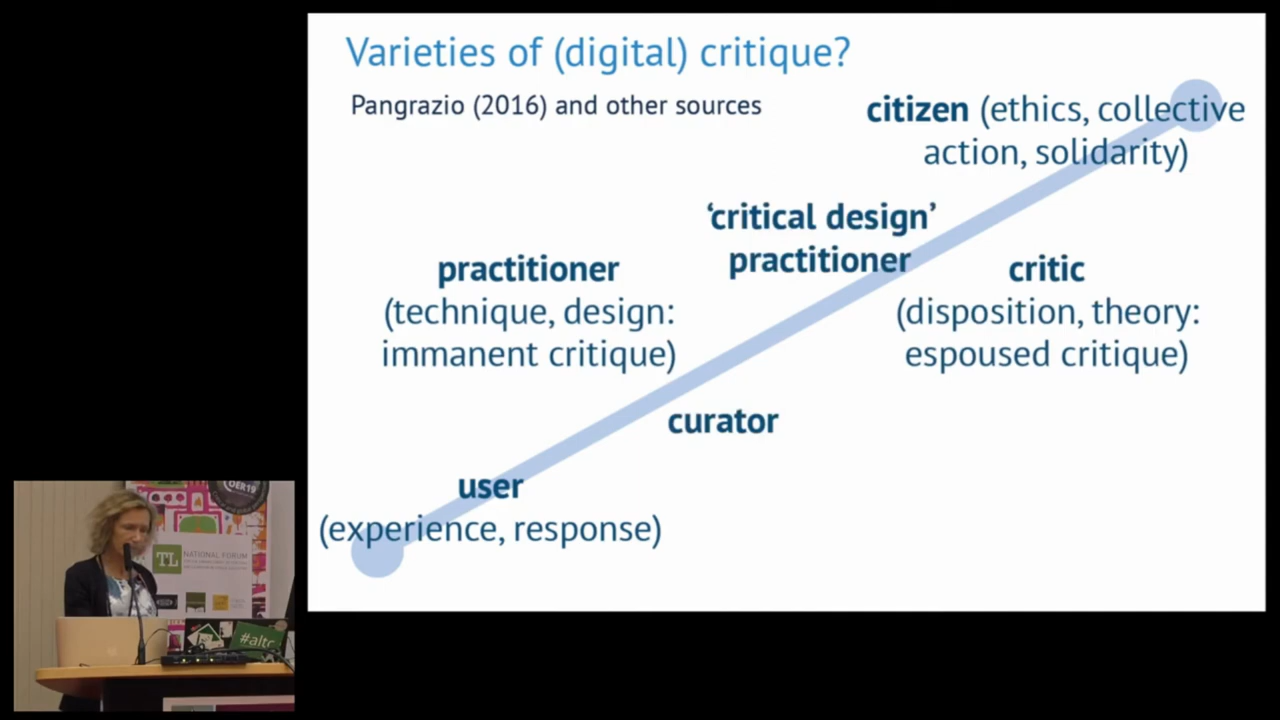 Varieties of (digital) critique?
Pangrazio (2016) and other sources
citizen (ethics, collective
action, solidarity)
‘critical design’
practitioner
practitioner
(technique, design:
immanent critique)
critic
(disposition, theory:
espoused critique)
curator
user
(experience, response)
OER19
TL
NATIONAL FORUM
#altc